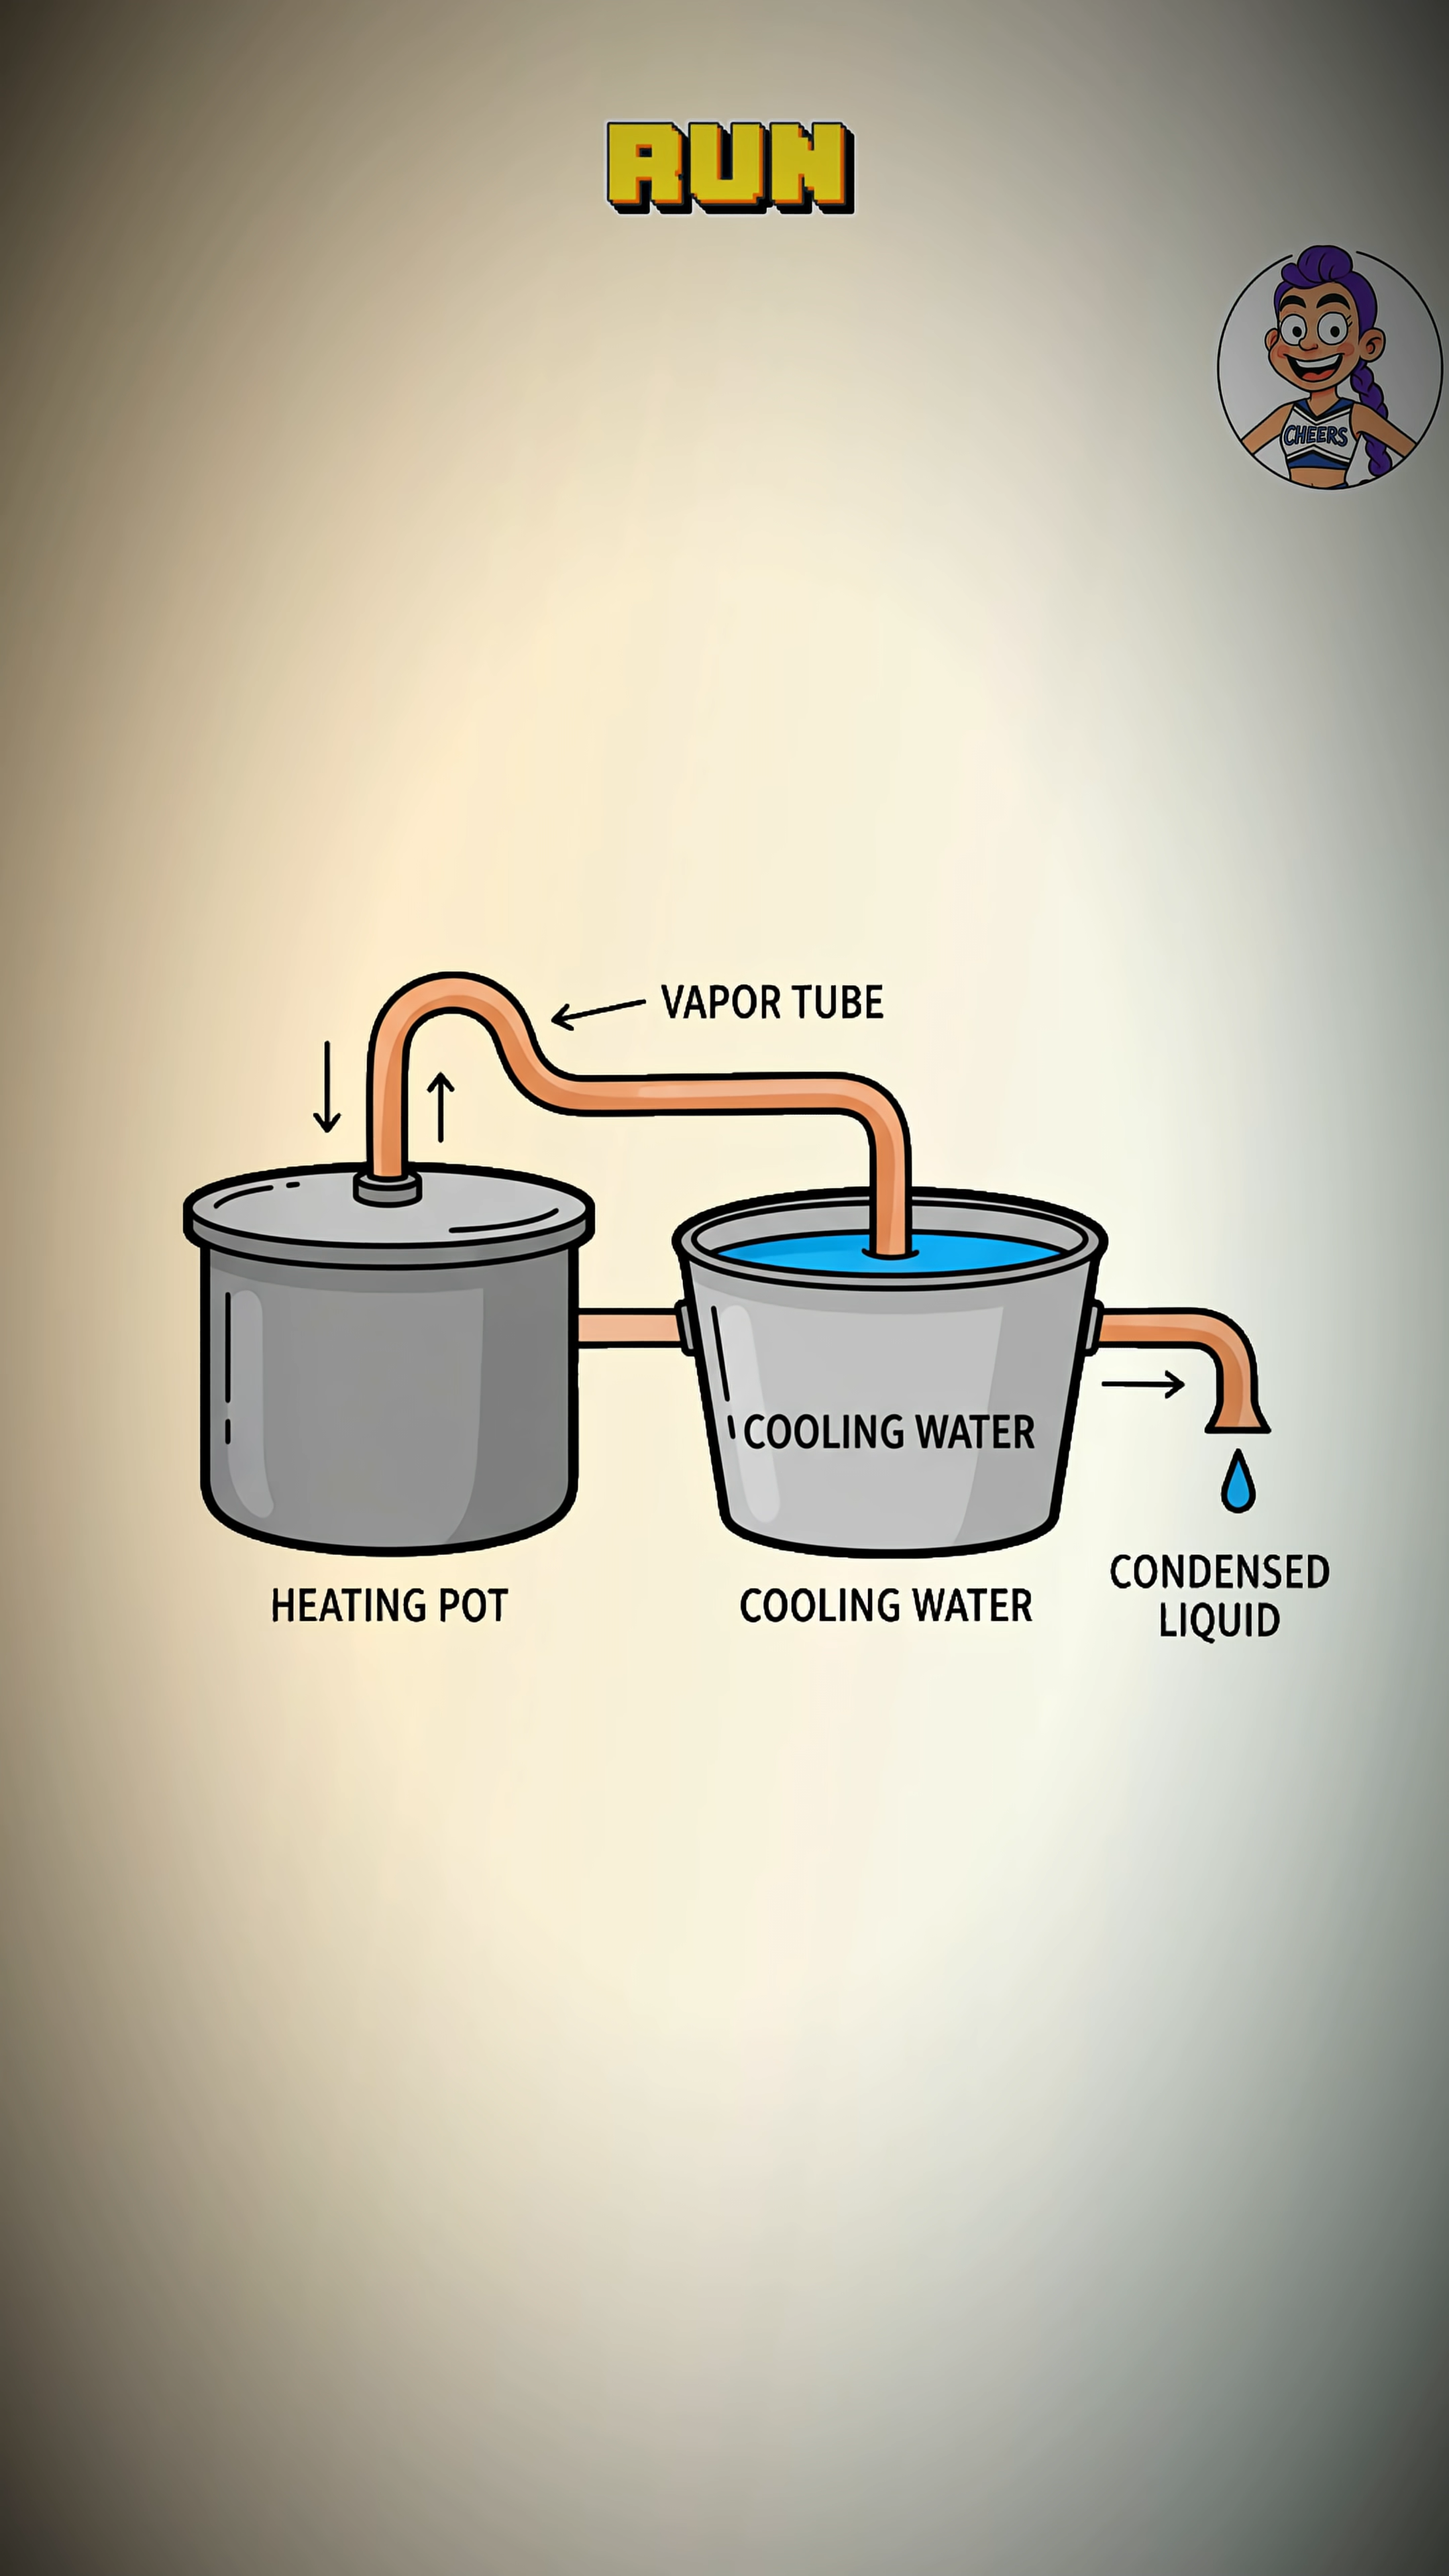 RUN
CHEERS
VAPOR TUBE
COOLING WATER
HEATING POT
COOLING WATER
CONDENSED
LIQUID